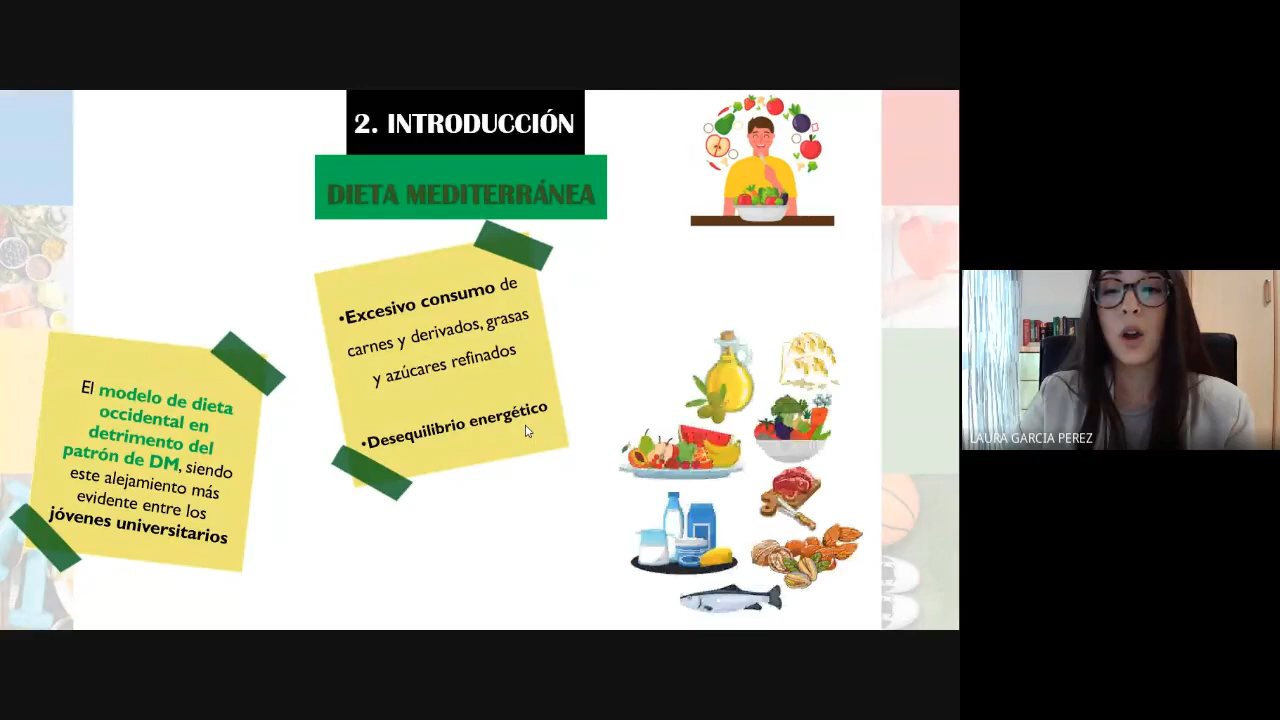 2. INTRODUCCIÓN
DIETA MEDITERRÁNEA
•Excesivo consumo de
carnes y derivados, grasas
y azúcares refinados
•Desequilibrio energético
El modelo de dieta
occidental en
detrimento del
patrón de DM, siendo
este alejamiento más
evidente entre los
jóvenes universitarios
LAURA GARCIA PEREZ